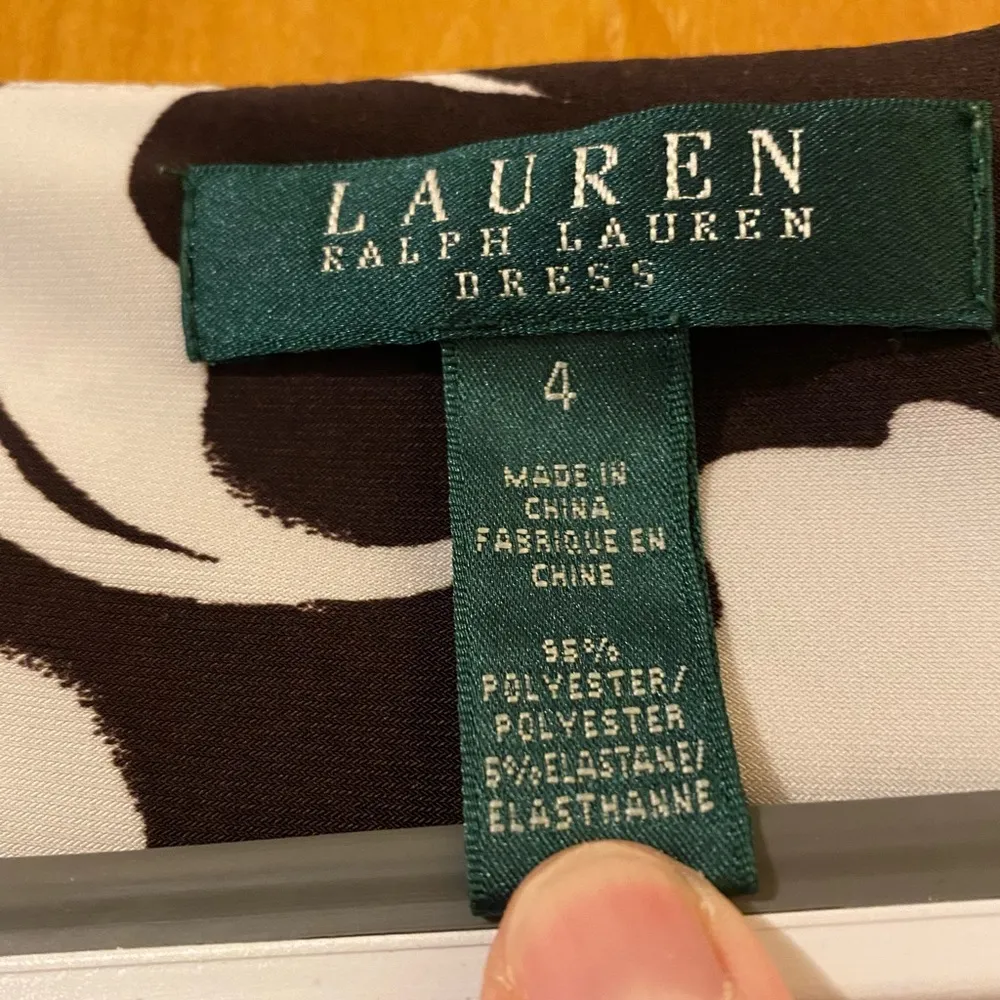 LAUREN
RALPH LAUREN
DRESS
4
MADE IN
CHINA
FABRIQUE EN
CHINE
95%
POLYESTER/
POLYESTER
5% ELASTANE/
ELASTHANNE